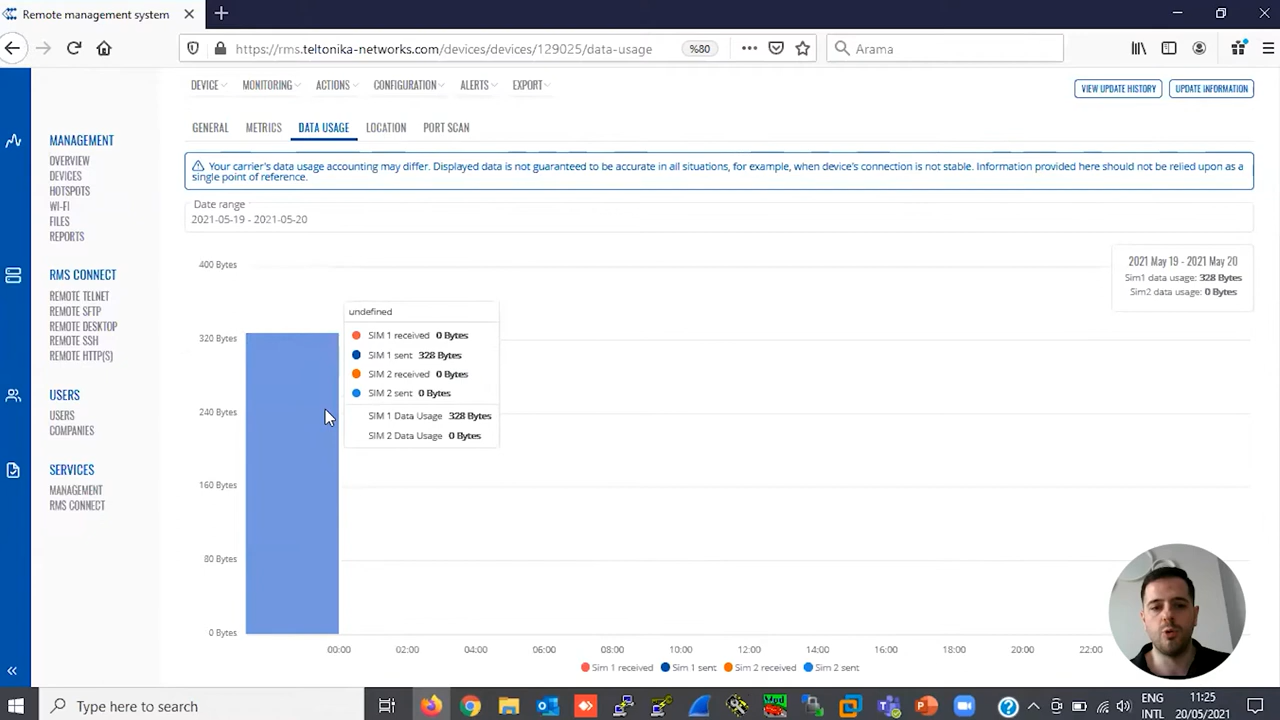 Remote management system
https://rms.teltonika-networks.com/devices/devices/129025/data-usage
%80
Arama
DEVICE
MONITORING
ACTIONS
CONFIGURATION
ALERTS
EXPORT
VIEW UPDATE HISTORY
UPDATE INFORMATION
GENERAL
METRICS
DATA USAGE
LOCATION
PORT SCAN
MANAGEMENT
OVERVIEW
DEVICES
HOTSPOTS
WI-FI
FILES
REPORTS
RMS CONNECT
REMOTE TELNET
REMOTE SFTP
REMOTE DESKTOP
REMOTE SSH
REMOTE HTTP(S)
USERS
USERS
COMPANIES
SERVICES
MANAGEMENT
RMS CONNECT
Your carrier's data usage accounting may differ. Displayed data is not guaranteed to be accurate in all situations, for example, when device's connection is not stable. Information provided here should not be relied upon as a
single point of reference.
Date range
2021-05-19 - 2021-05-20
2021 May 19 - 2021 May 20
Sim1 data usage: 328 Bytes
Sim2 data usage: 0 Bytes
400 Bytes
320 Bytes
240 Bytes
160 Bytes
80 Bytes
0 Bytes
undefined
SIM 1 received 0 Bytes
SIM 1 sent 328 Bytes
SIM 2 received 0 Bytes
SIM 2 sent 0 Bytes
SIM 1 Data Usage 328 Bytes
SIM 2 Data Usage 0 Bytes
00:00 02:00 04:00 06:00 08:00 10:00 12:00 14:00 16:00 18:00 20:00 22:00
Sim 1 received Sim 1 sent Sim 2 received Sim 2 sent
Type here to search
ENG
INTL
11:25
20/05/2021